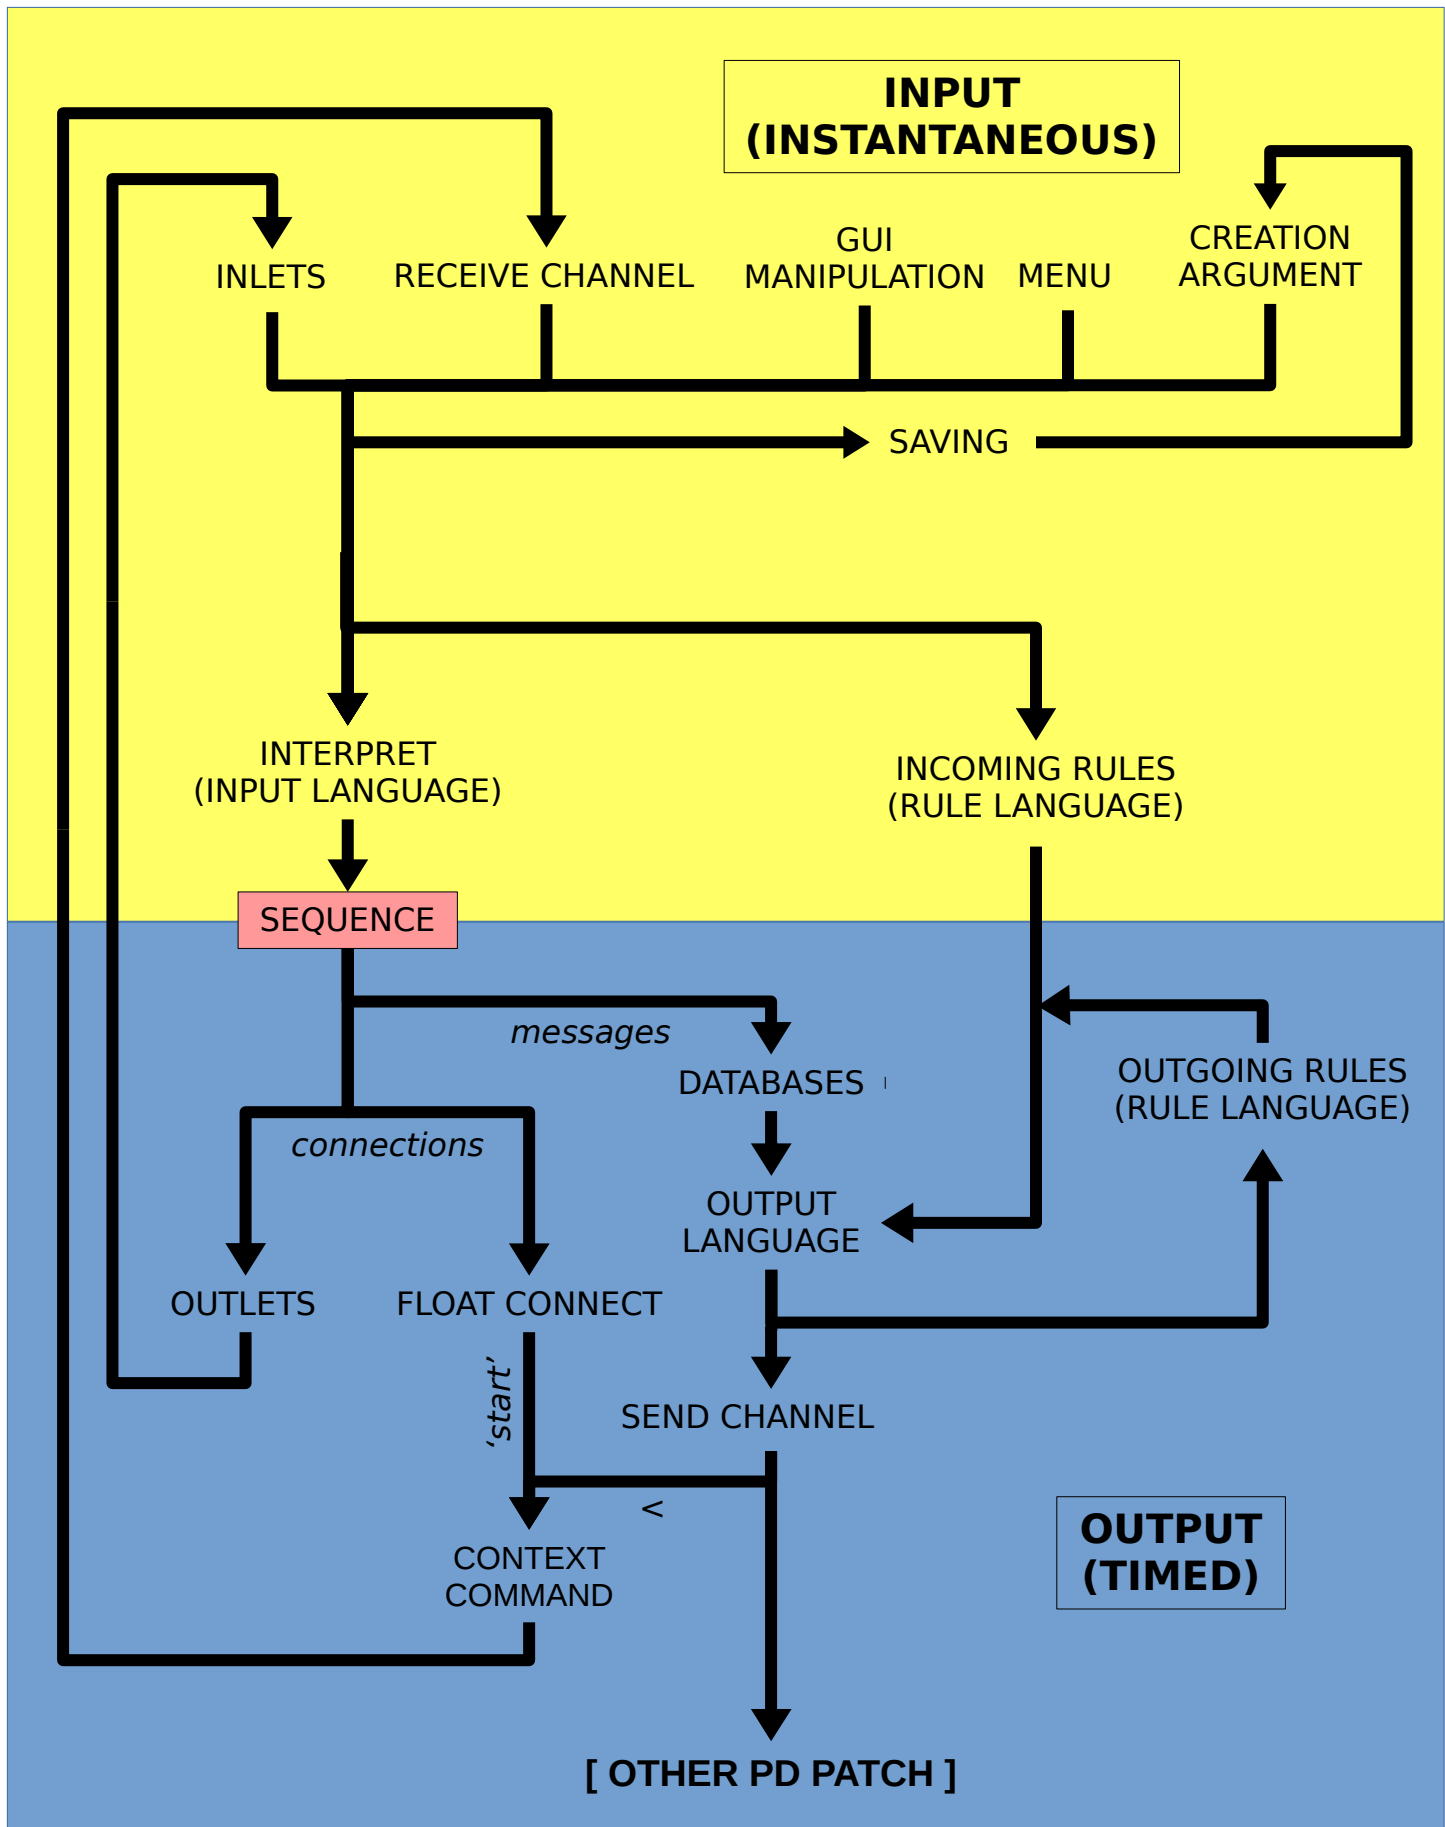 INPUT
(INSTANTANEOUS)
INLETS
RECEIVE CHANNEL
GUI
MANIPULATION
MENU
CREATION
ARGUMENT
SAVING
INTERPRET
(INPUT LANGUAGE)
INCOMING RULES
(RULE LANGUAGE)
SEQUENCE
messages
DATABASES
OUTGOING RULES
(RULE LANGUAGE)
connections
OUTPUT
LANGUAGE
OUTLETS
FLOAT CONNECT
‘start’
SEND CHANNEL
<
CONTEXT
COMMAND
OUTPUT
(TIMED)
[ OTHER PD PATCH ]